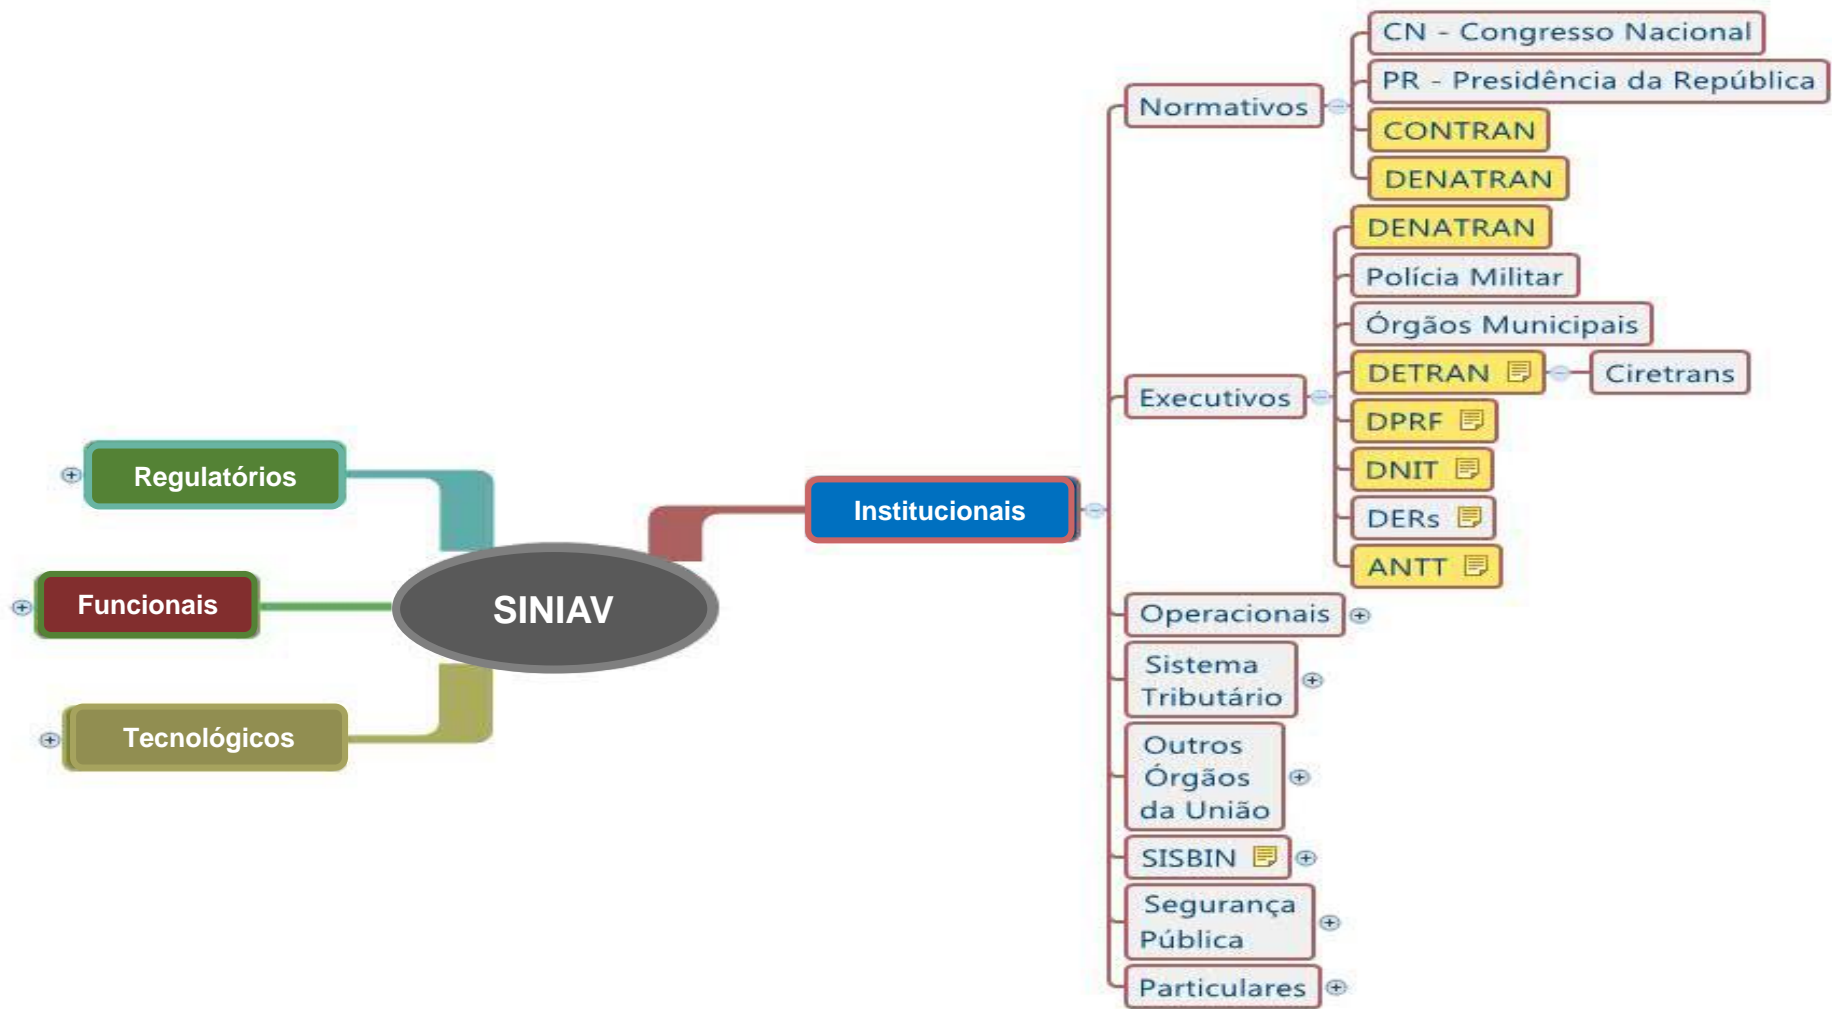 CN - Congresso Nacional
PR - Presidência da República
Normativos
CONTRAN
DENATRAN
DENATRAN
Polícia Militar
Órgãos Municipais
DETRAN
Ciretrans
Executivos
DPRF
DNIT
DERs
ANTT
Regulatórios
Institucionais
Funcionais
SINIAV
Tecnológicos
Operacionais
Sistema
Tributário
Outros
Órgãos
da União
SISBIN
Segurança
Pública
Particulares